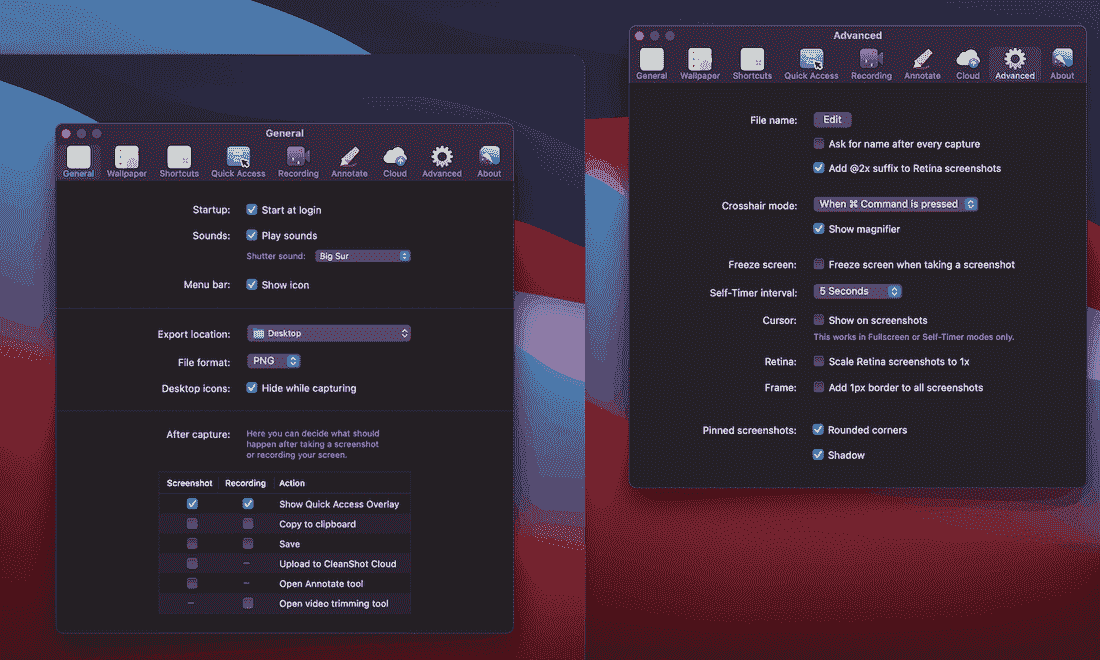 General
General Wallpaper Shortcuts Quick Access Recording Annotate Cloud Advanced About
Startup: Start at login
Sounds: Play sounds
Shutter sound: Big Sur
Menu bar: Show icon
Export location: Desktop
File format: PNG
Desktop icons: Hide while capturing
After capture: Here you can decide what should
happen after taking a screenshot
or recording your screen.
Screenshot Recording Action
Show Quick Access Overlay
Copy to clipboard
Save
– Upload to CleanShot Cloud
– Open Annotate tool
– Open video trimming tool
Advanced
General Wallpaper Shortcuts Quick Access Recording Annotate Cloud Advanced About
File name: Edit
Ask for name after every capture
Add @2x suffix to Retina screenshots
Crosshair mode: When ⌘ Command is pressed
Show magnifier
Freeze screen: Freeze screen when taking a screenshot
Self-Timer interval: 5 Seconds
Cursor: Show on screenshots
This works in Fullscreen or Self-Timer modes only.
Retina: Scale Retina screenshots to 1x
Frame: Add 1px border to all screenshots
Pinned screenshots: Rounded corners
Shadow